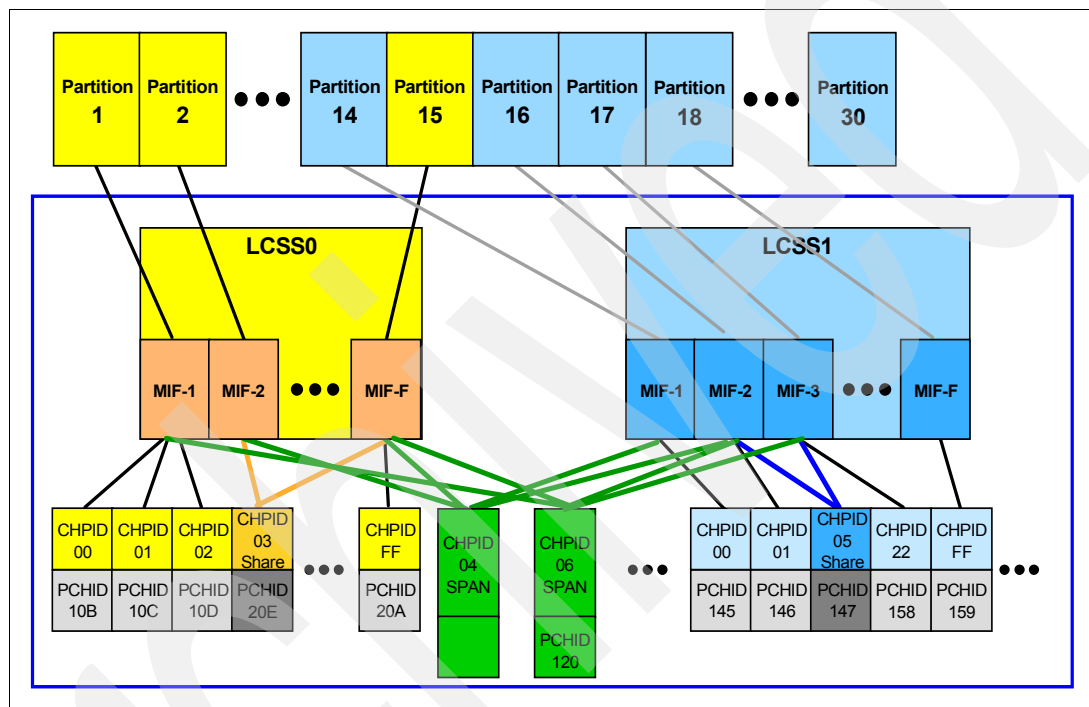 Partition
1
Partition
2
Partition
14
Partition
15
Partition
16
Partition
17
Partition
18
Partition
30
LCSS0
LCSS1
MIF-1
MIF-2
MIF-F
MIF-1
MIF-2
MIF-3
MIF-F
CHPID
00
CHPID
01
CHPID
02
CHPID
03
Share
CHPID
FF
CHPID
04
SPAN
CHPID
06
SPAN
CHPID
00
CHPID
01
CHPID
05
Share
CHPID
22
CHPID
FF
PCHID
10B
PCHID
10C
PCHID
10D
PCHID
20E
PCHID
20A
PCHID
120
PCHID
145
PCHID
146
PCHID
147
PCHID
158
PCHID
159